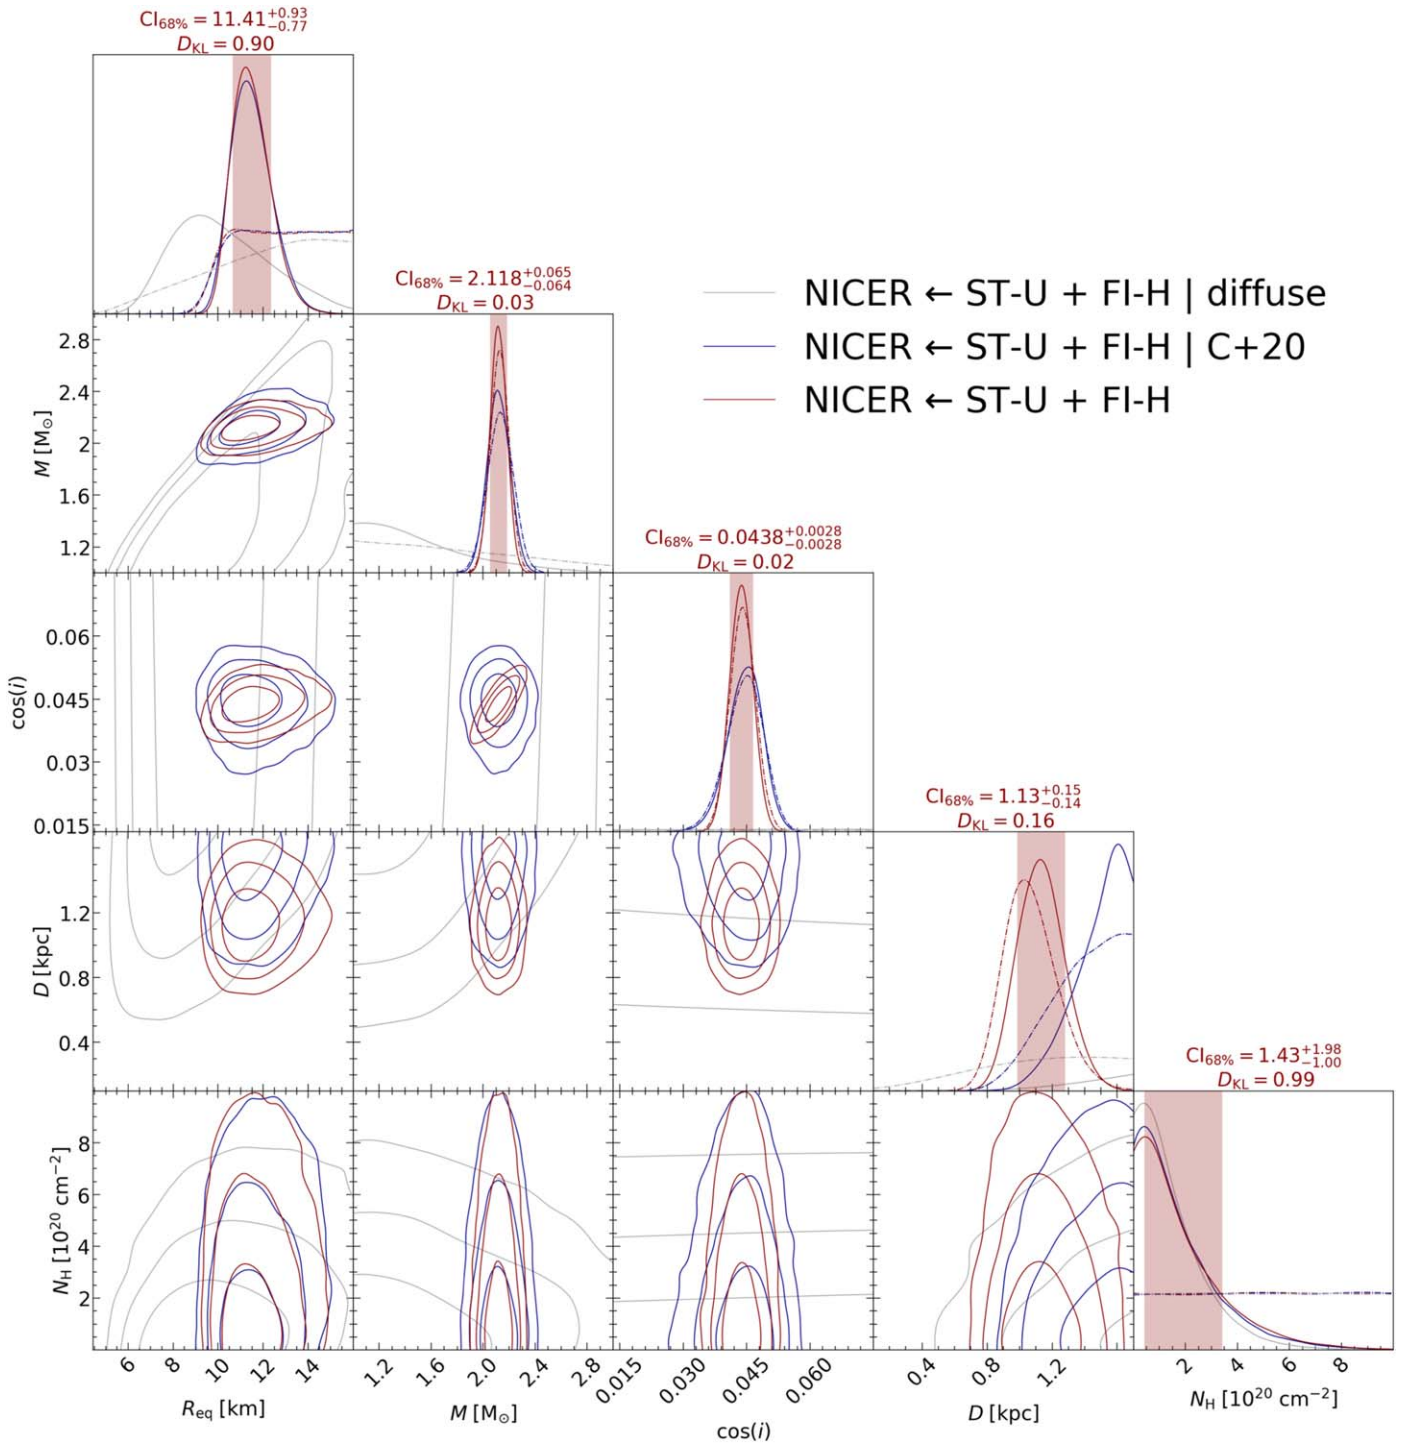 CI68% = 11.41+0.93−0.77
DKL = 0.90
CI68% = 2.118+0.065−0.064
DKL = 0.03
NICER ← ST-U + FI-H | diffuse
NICER ← ST-U + FI-H | C+20
NICER ← ST-U + FI-H
CI68% = 0.0438+0.0028−0.0028
DKL = 0.02
CI68% = 1.13+0.15−0.14
DKL = 0.16
CI68% = 1.43+1.98−1.00
DKL = 0.99
2.8
2.4
2
1.6
1.2
M [M⊙]
0.06
0.045
0.03
0.015
cos(i)
1.2
0.8
0.4
D [kpc]
8
6
4
2
NH [10²⁰ cm⁻²]
6 8 10 12 14
Req [km]
1.2 1.6 2.0 2.4 2.8
M [M⊙]
0.015 0.030 0.045 0.060
cos(i)
0.4 0.8 1.2
D [kpc]
2 4 6 8
NH [10²⁰ cm⁻²]